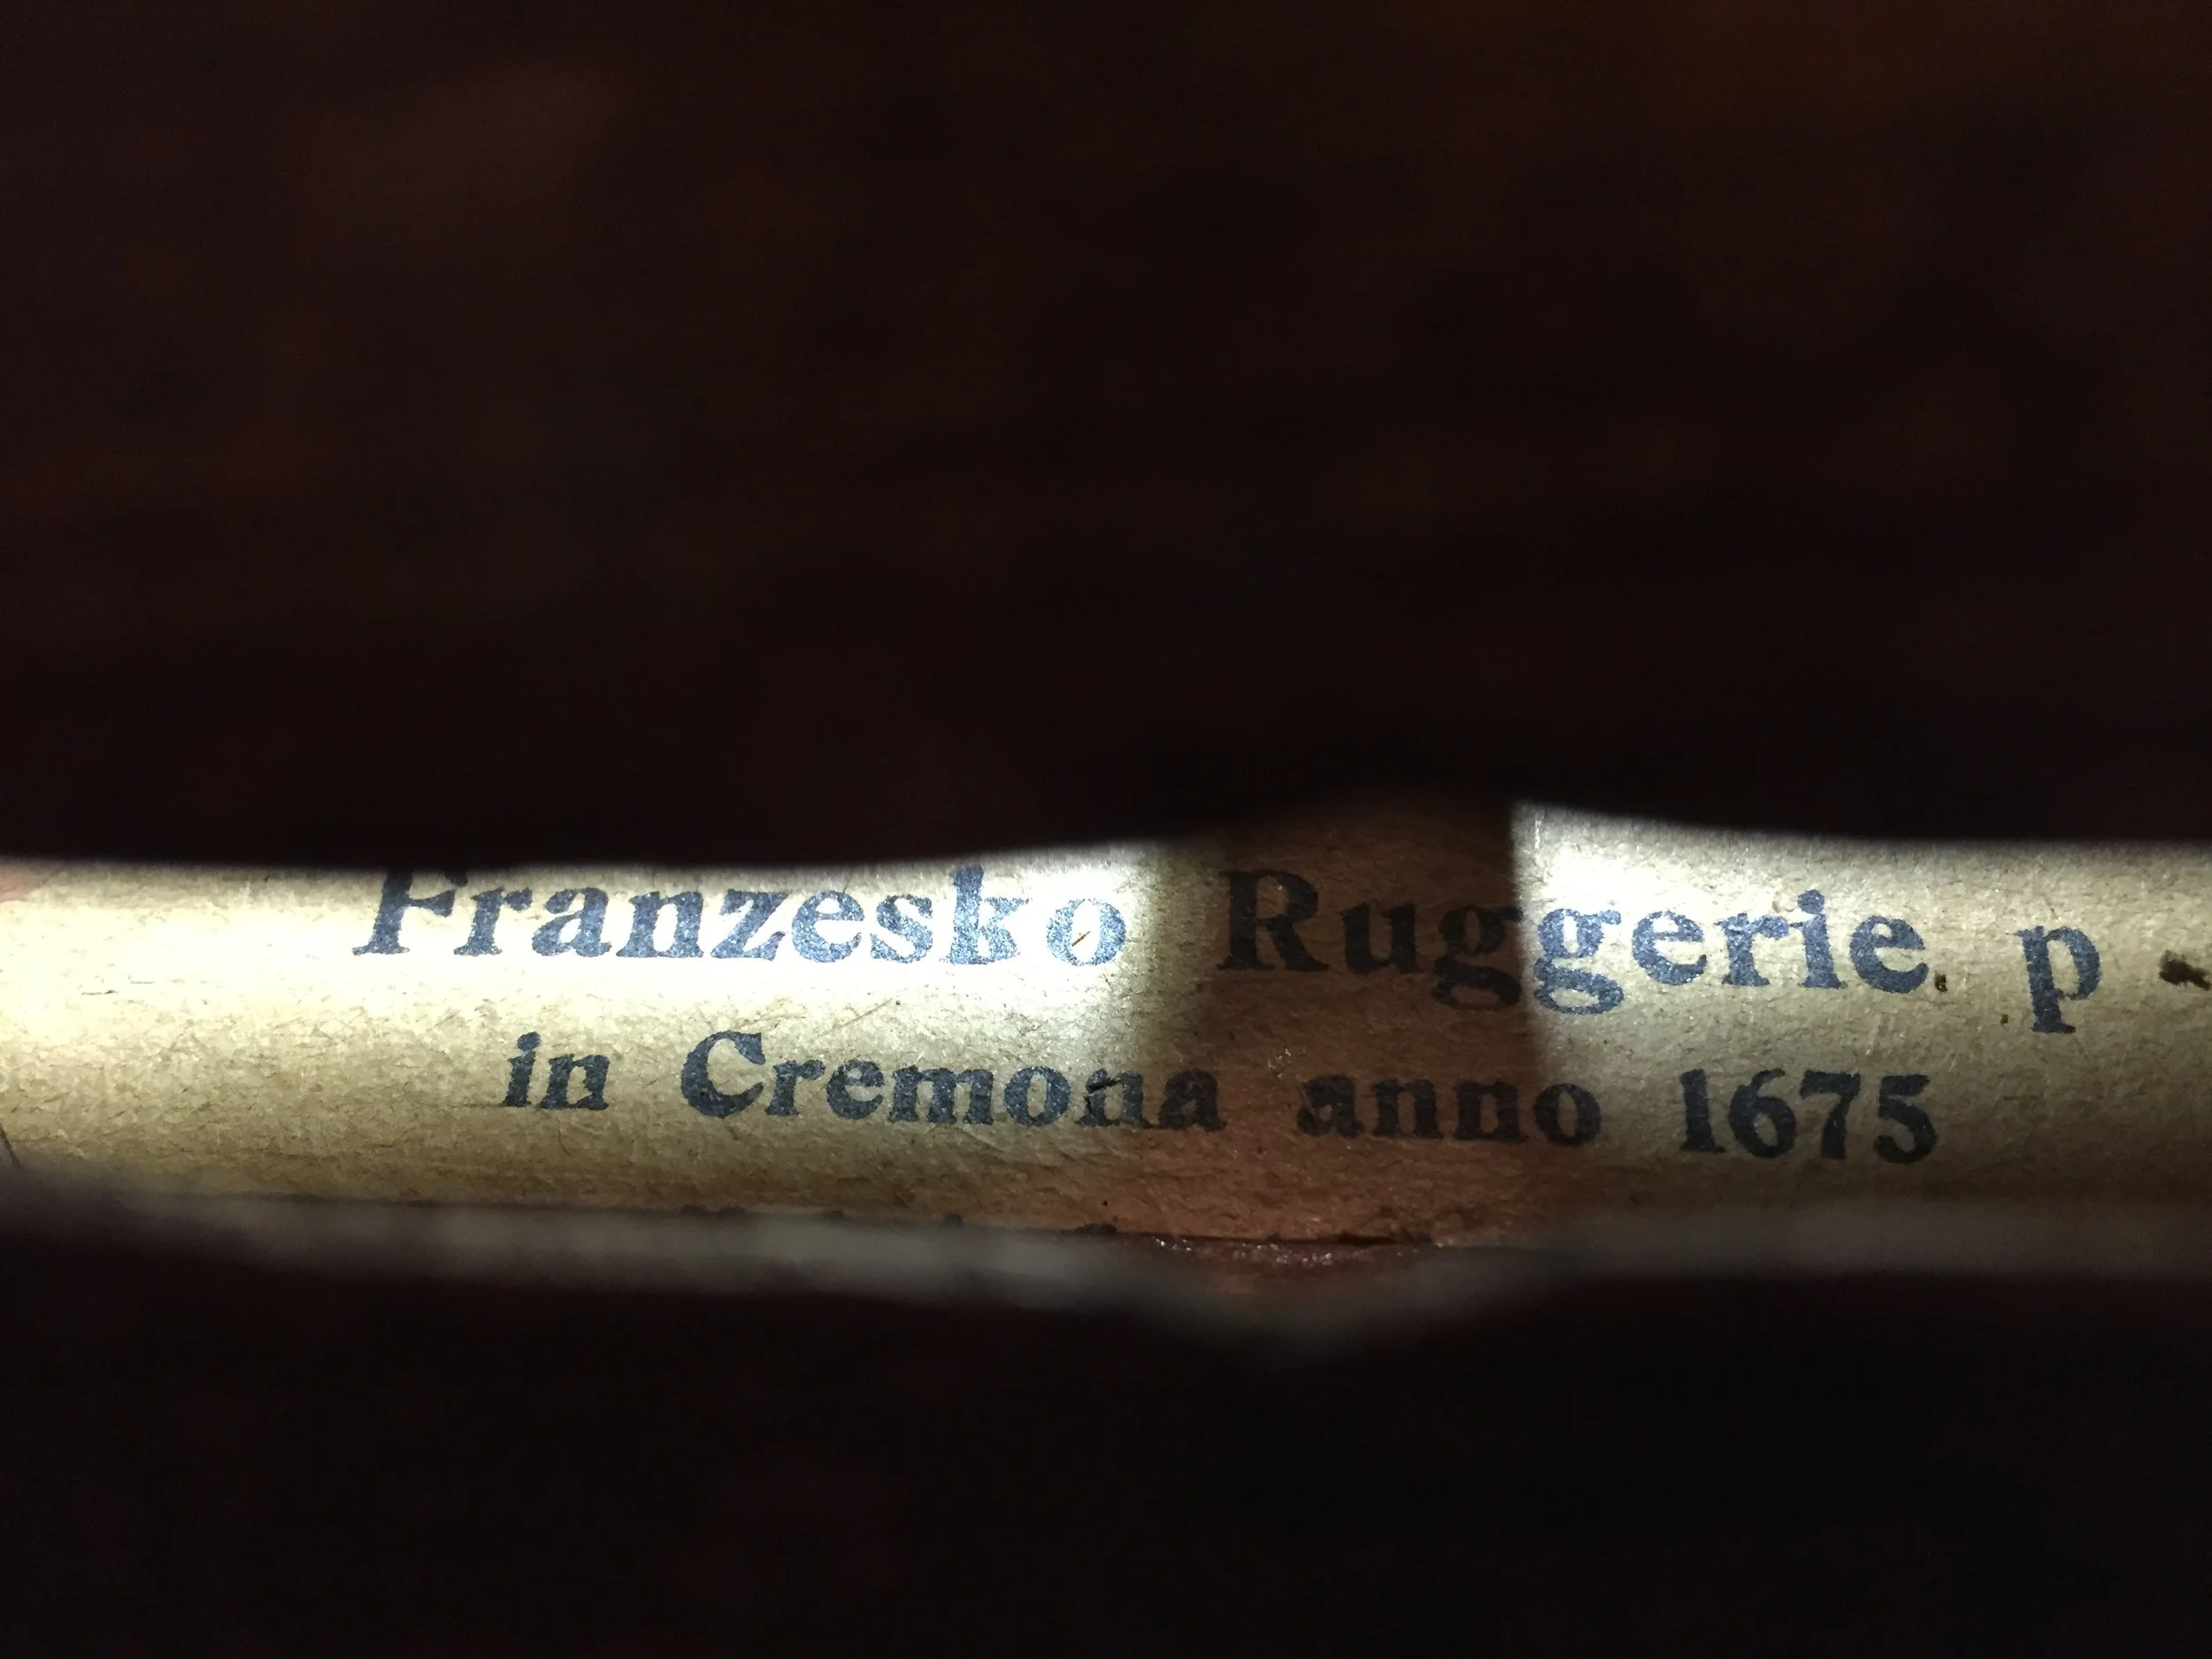 Franzesko Ruggerie p
in Cremona anno 1675